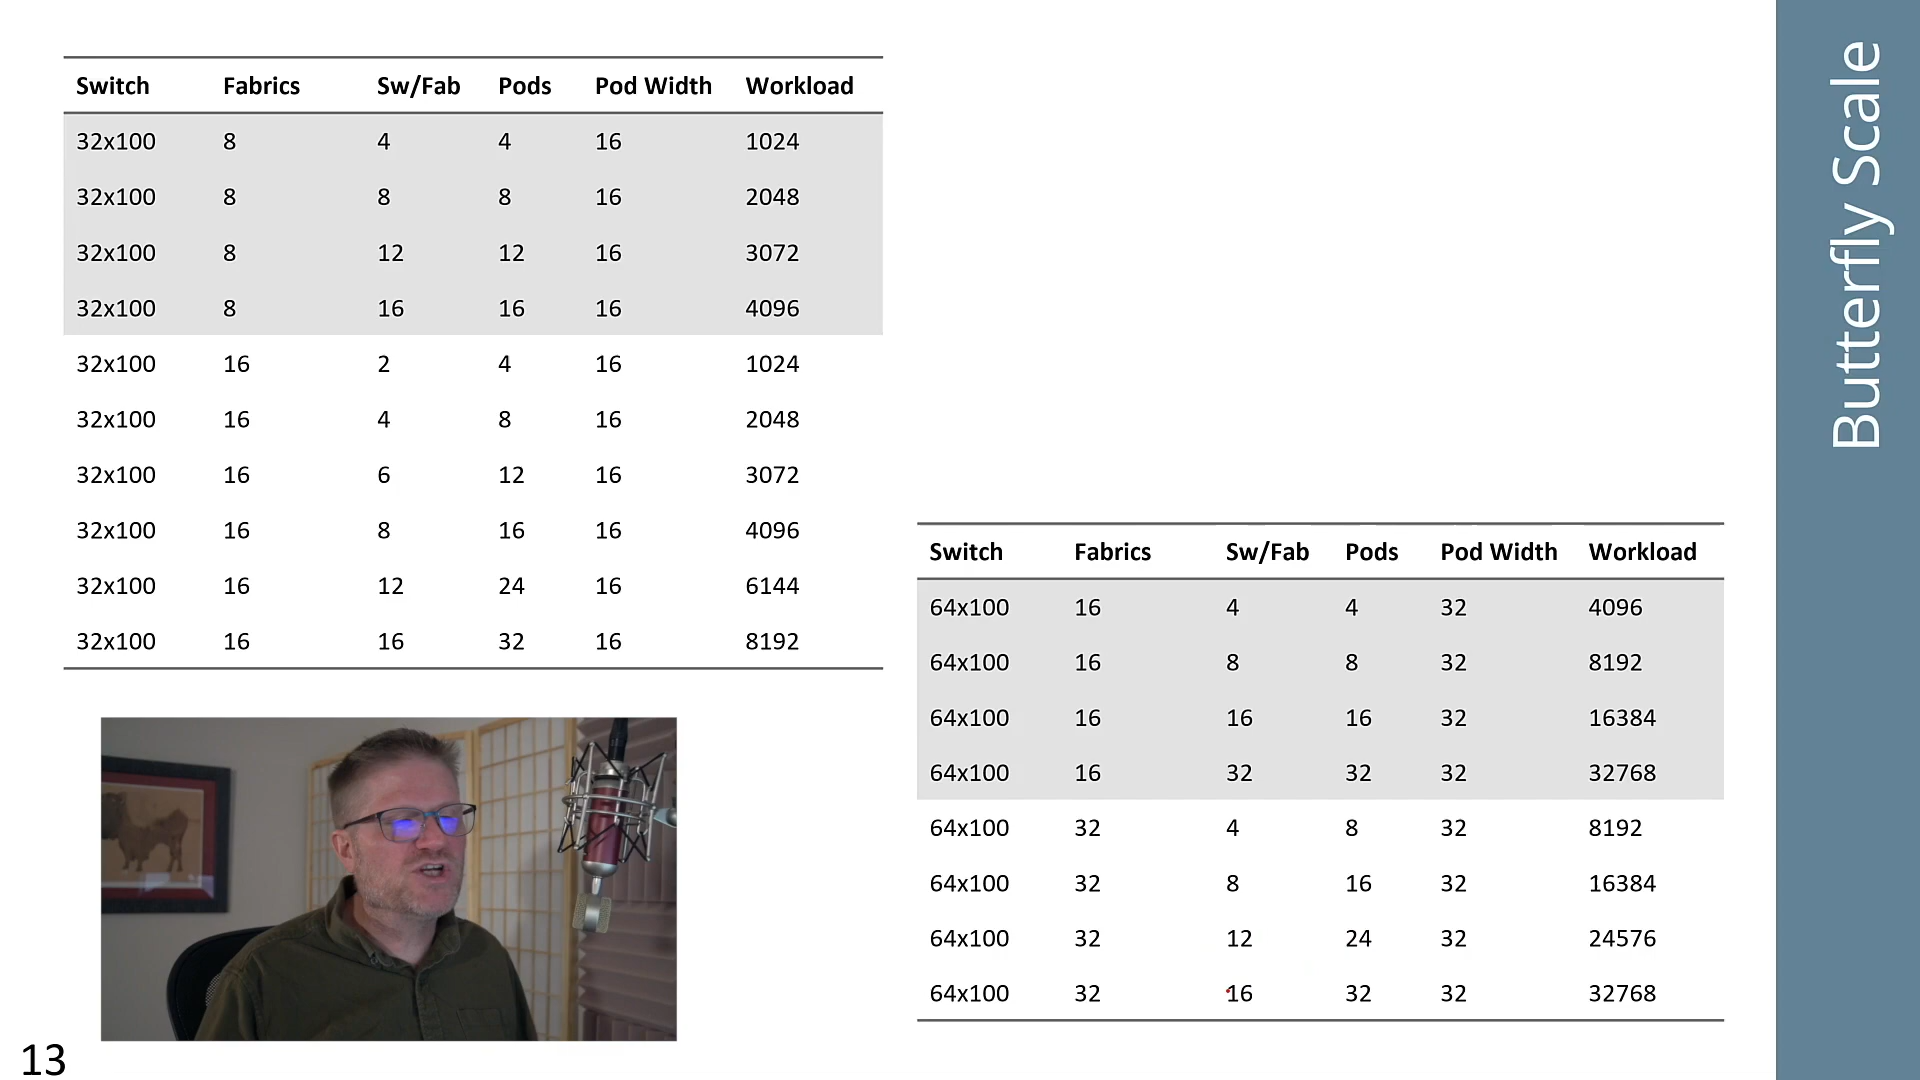 Switch Fabrics Sw/Fab Pods Pod Width Workload
32x100 8 4 4 16 1024
32x100 8 8 8 16 2048
32x100 8 12 12 16 3072
32x100 8 16 16 16 4096
32x100 16 2 4 16 1024
32x100 16 4 8 16 2048
32x100 16 6 12 16 3072
32x100 16 8 16 16 4096
32x100 16 12 24 16 6144
32x100 16 16 32 16 8192
Switch Fabrics Sw/Fab Pods Pod Width Workload
64x100 16 4 4 32 4096
64x100 16 8 8 32 8192
64x100 16 16 16 32 16384
64x100 16 32 32 32 32768
64x100 32 4 8 32 8192
64x100 32 8 16 32 16384
64x100 32 12 24 32 24576
64x100 32 16 32 32 32768
Butterfly Scale
13